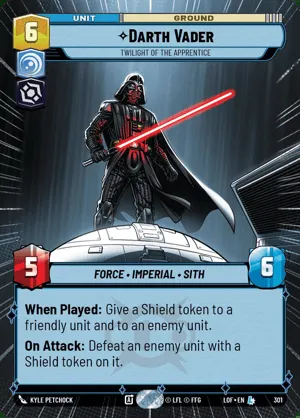 UNIT GROUND
6 ✧DARTH VADER
TWILIGHT OF THE APPRENTICE
FORCE • IMPERIAL • SITH
5 6
When Played: Give a Shield token to a
friendly unit and to an enemy unit.
On Attack: Defeat an enemy unit with a
Shield token on it.
KYLE PETCHOCK © LFL © FFG LOF • EN 301